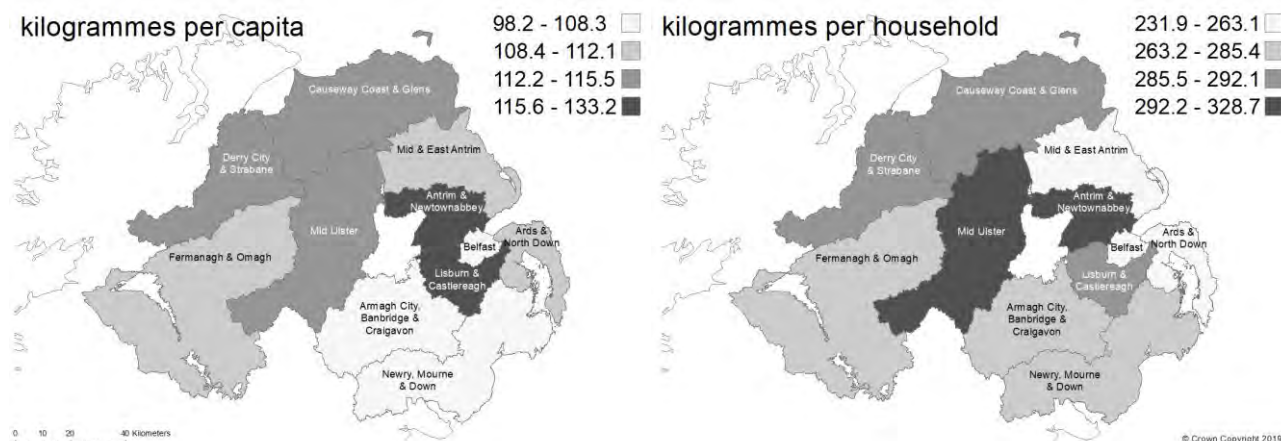 kilogrammes per capita
98.2 - 108.3
108.4 - 112.1
112.2 - 115.5
115.6 - 133.2
Causeway Coast & Glens
Derry City
& Strabane
Mid & East Antrim
Antrim &
Newtownabbey
Mid Ulster
Belfast
Ards &
North Down
Fermanagh & Omagh
Lisburn &
Castlereagh
Armagh City,
Banbridge &
Craigavon
Newry, Mourne
& Down
0 10 20 40 Kilometers
kilogrammes per household
231.9 - 263.1
263.2 - 285.4
285.5 - 292.1
292.2 - 328.7
Causeway Coast & Glens
Derry City
& Strabane
Mid & East Antrim
Antrim &
Newtownabbey
Mid Ulster
Belfast
Ards &
North Down
Fermanagh & Omagh
Lisburn &
Castlereagh
Armagh City,
Banbridge &
Craigavon
Newry, Mourne
& Down
© Crown Copyright 2019